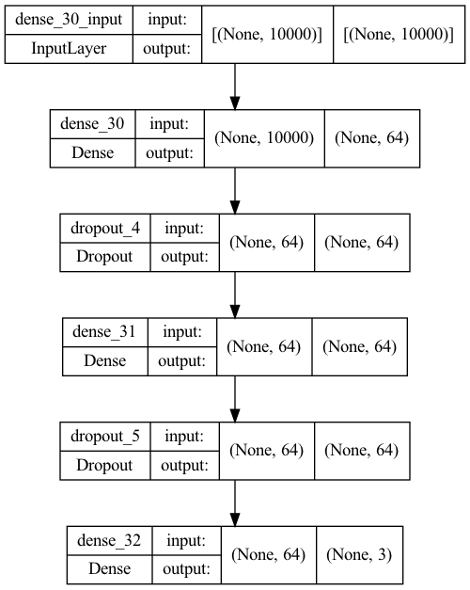 dense_30_input input: [(None, 10000)] [(None, 10000)]
InputLayer output:
dense_30 input: (None, 10000) (None, 64)
Dense output:
dropout_4 input: (None, 64) (None, 64)
Dropout output:
dense_31 input: (None, 64) (None, 64)
Dense output:
dropout_5 input: (None, 64) (None, 64)
Dropout output:
dense_32 input: (None, 64) (None, 3)
Dense output: